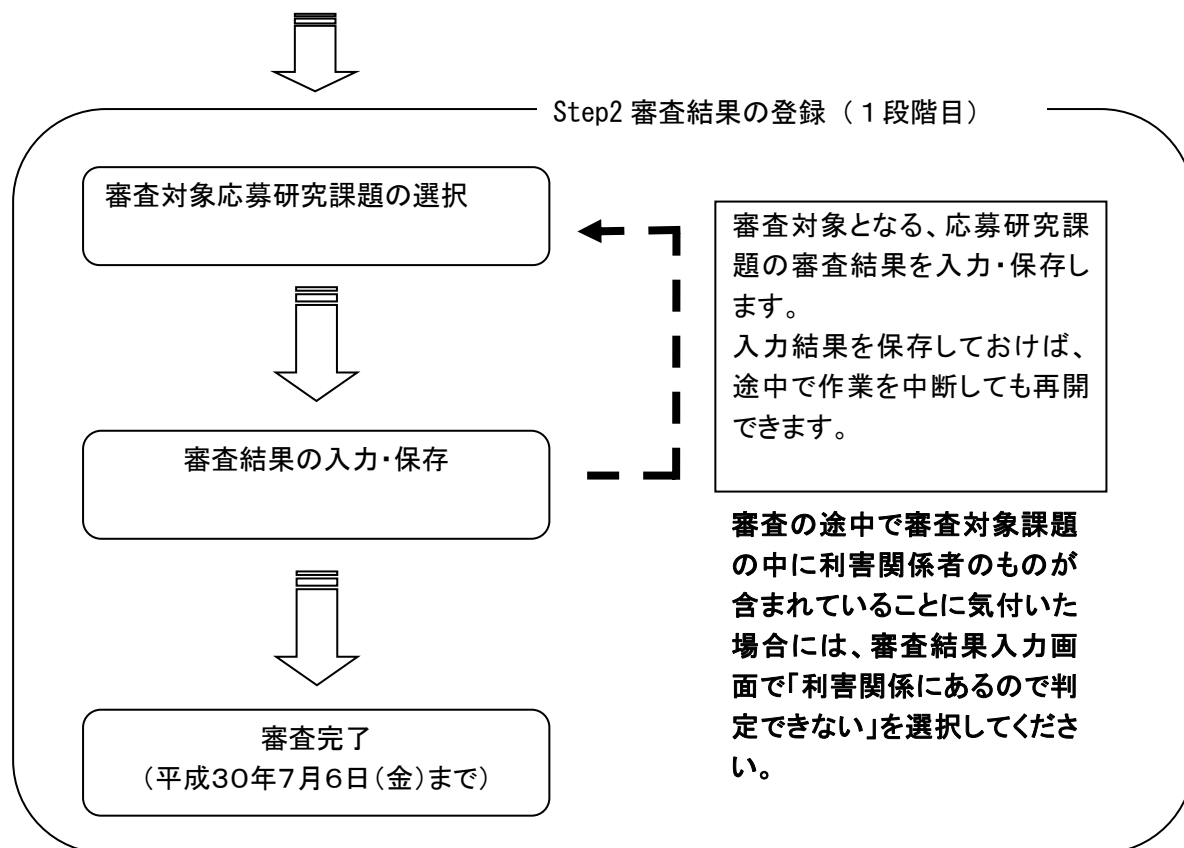 Step2 審査結果の登録（１段階目）
審査対象応募研究課題の選択
審査対象となる、応募研究課
題の審査結果を入力・保存し
ます。
入力結果を保存しておけば、
途中で作業を中断しても再開
できます。
審査結果の入力・保存
審査の途中で審査対象課題
の中に利害関係者のものが
含まれていることに気付いた
場合には、審査結果入力画
面で「利害関係にあるので判
定できない」を選択してくださ
い。
審査完了
（平成３０年７月６日（金）まで）